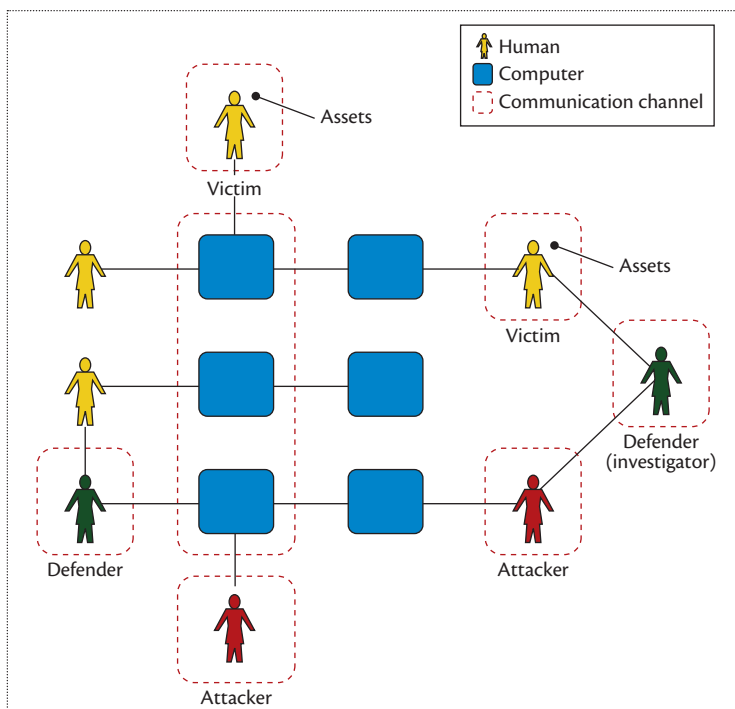 Human
Computer
Communication channel
Assets
Victim
Assets
Victim
Defender
(investigator)
Defender
Attacker
Attacker